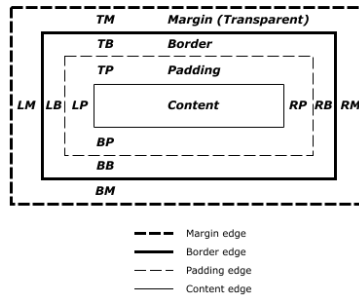 TM Margin (Transparent)
TB Border
TP Padding
LM LB LP Content RP RB RM
BP
BB
BM
Margin edge
Border edge
Padding edge
Content edge